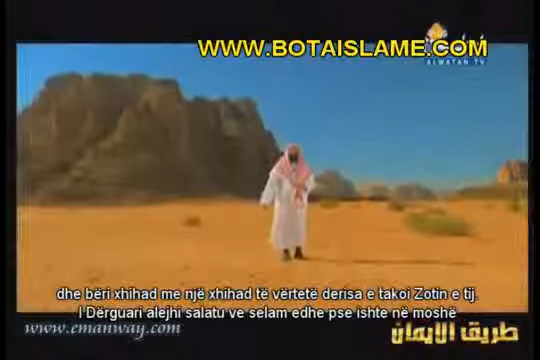 WWW.BOTAISLAME.COM
ALWATAN TV
dhe bëri xhihad me një xhihad të vërtetë derisa e takoi Zotin e tij.
I Dërguari alejhi salatu ve selam edhe pse ishte në moshë
www.emanway.com
طريق الإيمان